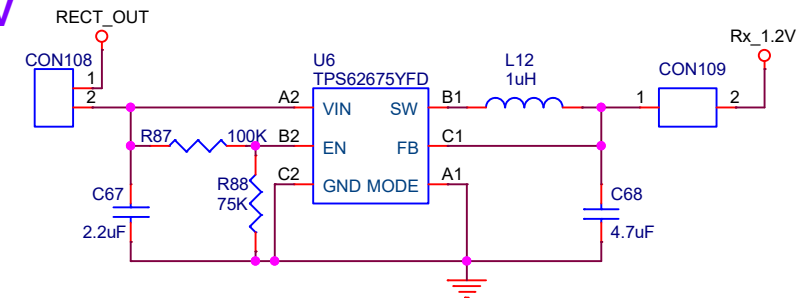 V
RECT_OUT
CON108
1
2
U6
TPS62675YFD
A2
VIN
B2
EN
C2
GND
SW
B1
FB
C1
MODE
A1
R87
100K
R88
75K
C67
2.2uF
L12
1uH
CON109
1
2
Rx_1.2V
C68
4.7uF